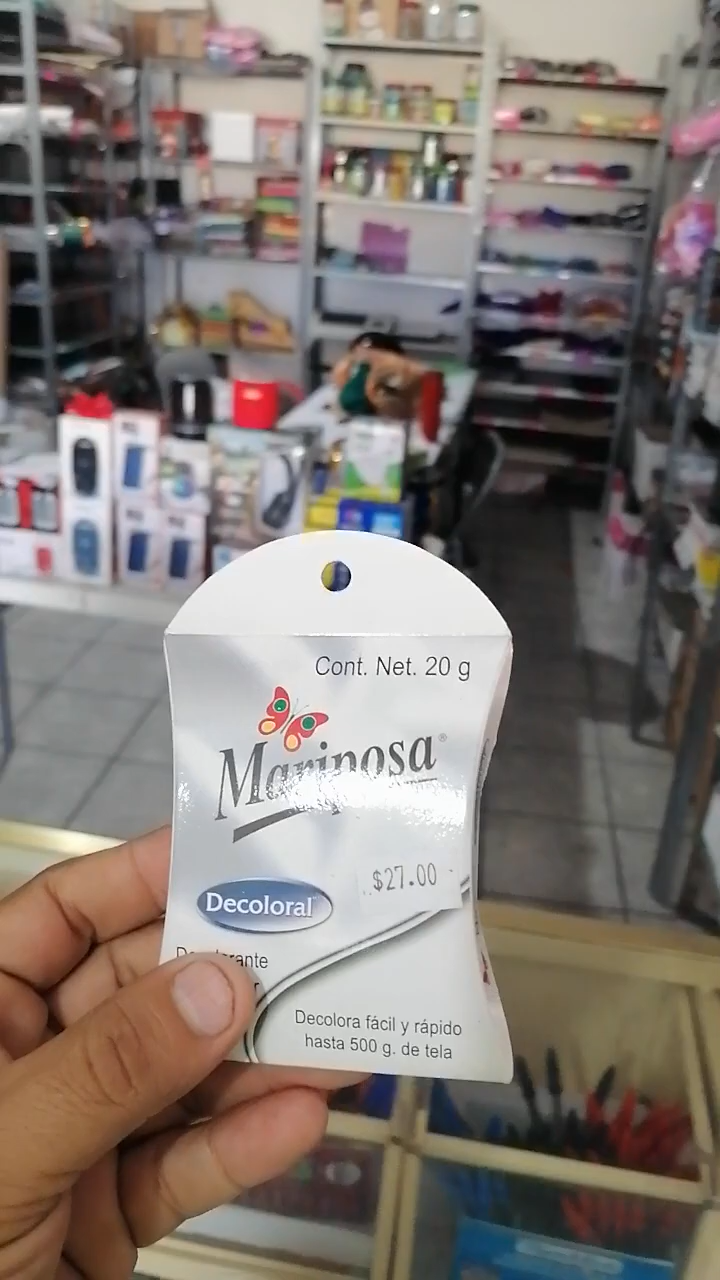 Cont. Net. 20 g
Mariposa®
$27.00
Decoloral
Decolora fácil y rápido
hasta 500 g. de tela